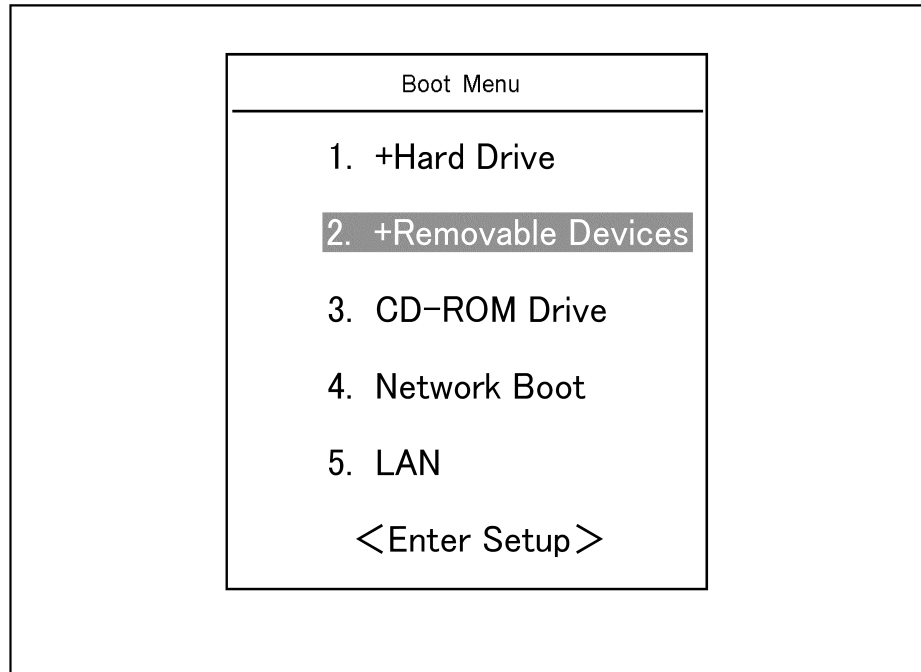 Boot Menu
1. +Hard Drive
2. +Removable Devices
3. CD-ROM Drive
4. Network Boot
5. LAN
<Enter Setup>